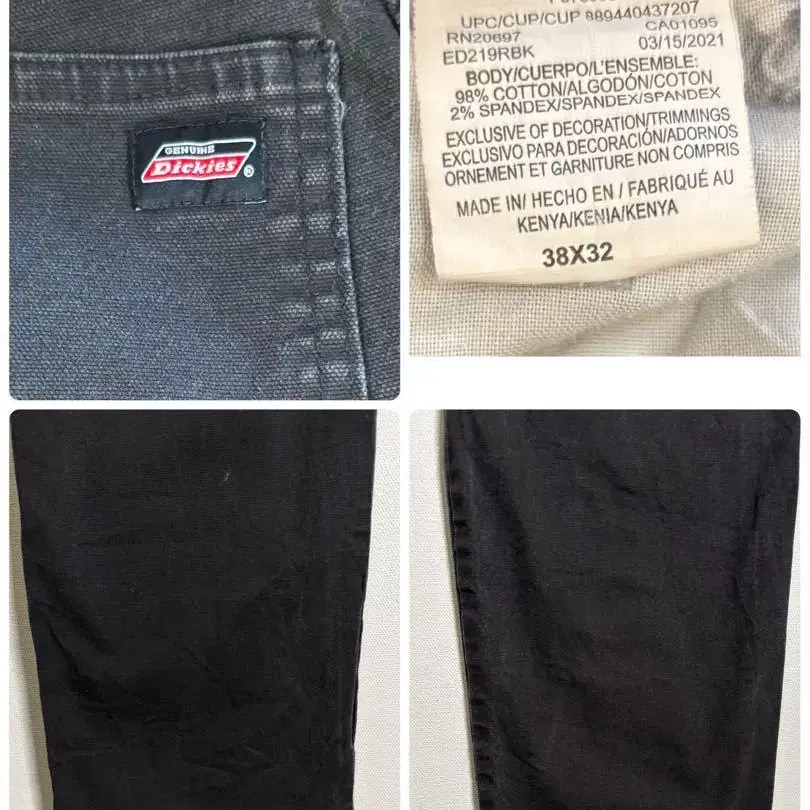 GENUINE
Dickies®
UPC/CUP/CUP 889440437207
RN20697 CA01095
ED219RBK 03/15/2021
BODY/CUERPO/L'ENSEMBLE:
98% COTTON/ALGODÓN/COTON
2% SPANDEX/SPANDEX/SPANDEX
EXCLUSIVE OF DECORATION/TRIMMINGS
EXCLUSIVO PARA DECORACIÓN/ADORNOS
ORNEMENT ET GARNITURE NON COMPRIS
MADE IN/ HECHO EN / FABRIQUÉ AU
KENYA/KENIA/KENYA
38X32